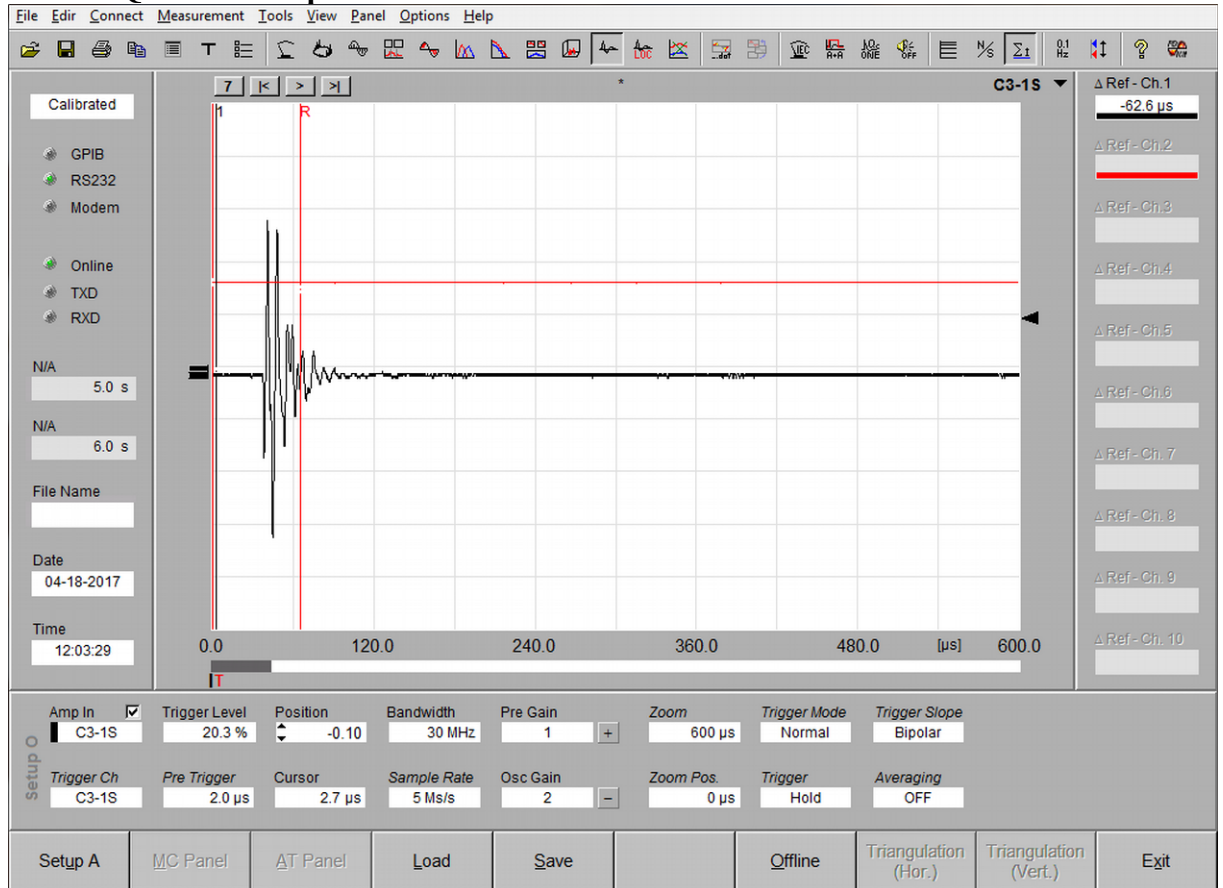 File Edir Connect Measurement Tools View Panel Options Help
7 |< > >| * C3-1S
Calibrated
GPIB
RS232
Modem
Online
TXD
RXD
N/A
5.0 s
N/A
6.0 s
File Name
Date
04-18-2017
Time
12:03:29
1 R
0.0 120.0 240.0 360.0 480.0 [µs] 600.0
T
Δ Ref - Ch.1
-62.6 µs
Δ Ref - Ch.2
Δ Ref - Ch.3
Δ Ref - Ch.4
Δ Ref - Ch.5
Δ Ref - Ch.6
Δ Ref - Ch. 7
Δ Ref - Ch. 8
Δ Ref - Ch. 9
Δ Ref - Ch. 10
Setup O
Amp In Trigger Level Position Bandwidth Pre Gain Zoom Trigger Mode Trigger Slope
C3-1S 20.3 % -0.10 30 MHz 1 + 600 µs Normal Bipolar
Trigger Ch Pre Trigger Cursor Sample Rate Osc Gain Zoom Pos. Trigger Averaging
C3-1S 2.0 µs 2.7 µs 5 Ms/s 2 − 0 µs Hold OFF
Setup A MC Panel AT Panel Load Save Offline Triangulation (Hor.) Triangulation (Vert.) Exit